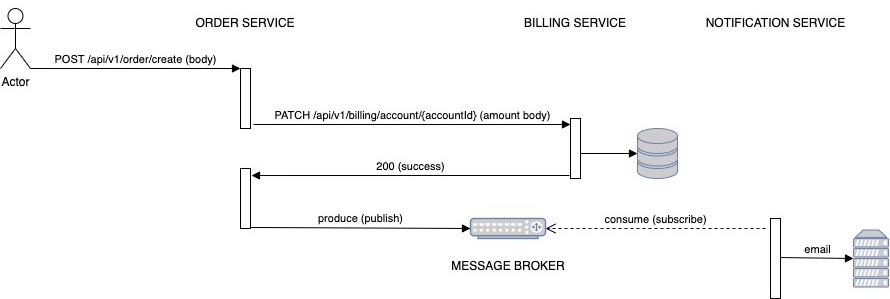 ORDER SERVICE
BILLING SERVICE
NOTIFICATION SERVICE
POST /api/v1/order/create (body)
Actor
PATCH /api/v1/billing/account/{accountId} (amount body)
200 (success)
produce (publish)
consume (subscribe)
email
MESSAGE BROKER